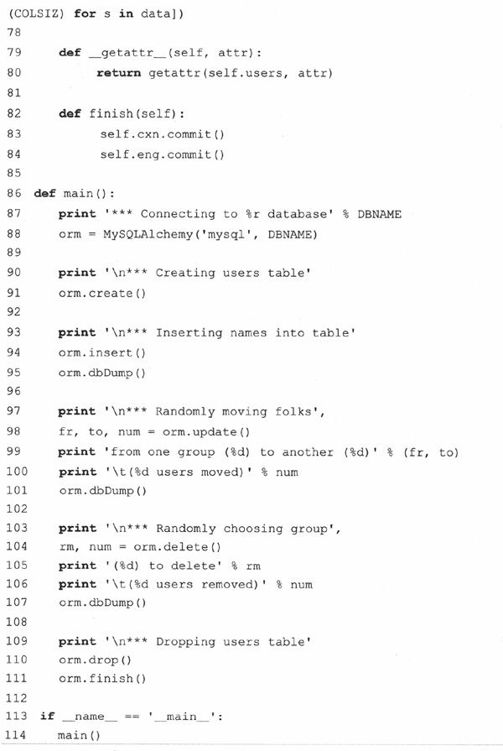 (COLSIZ) for s in data])
78
79 def __getattr__(self, attr):
80 return getattr(self.users, attr)
81
82 def finish(self):
83 self.cxn.commit()
84 self.eng.commit()
85
86 def main():
87 print '*** Connecting to %r database' % DBNAME
88 orm = MySQLAlchemy('mysql', DBNAME)
89
90 print '\n*** Creating users table'
91 orm.create()
92
93 print '\n*** Inserting names into table'
94 orm.insert()
95 orm.dbDump()
96
97 print '\n*** Randomly moving folks',
98 fr, to, num = orm.update()
99 print 'from one group (%d) to another (%d)' % (fr, to)
100 print '\t(%d users moved)' % num
101 orm.dbDump()
102
103 print '\n*** Randomly choosing group',
104 rm, num = orm.delete()
105 print '(%d) to delete' % rm
106 print '\t(%d users removed)' % num
107 orm.dbDump()
108
109 print '\n*** Dropping users table'
110 orm.drop()
111 orm.finish()
112
113 if __name__ == '__main__':
114 main()